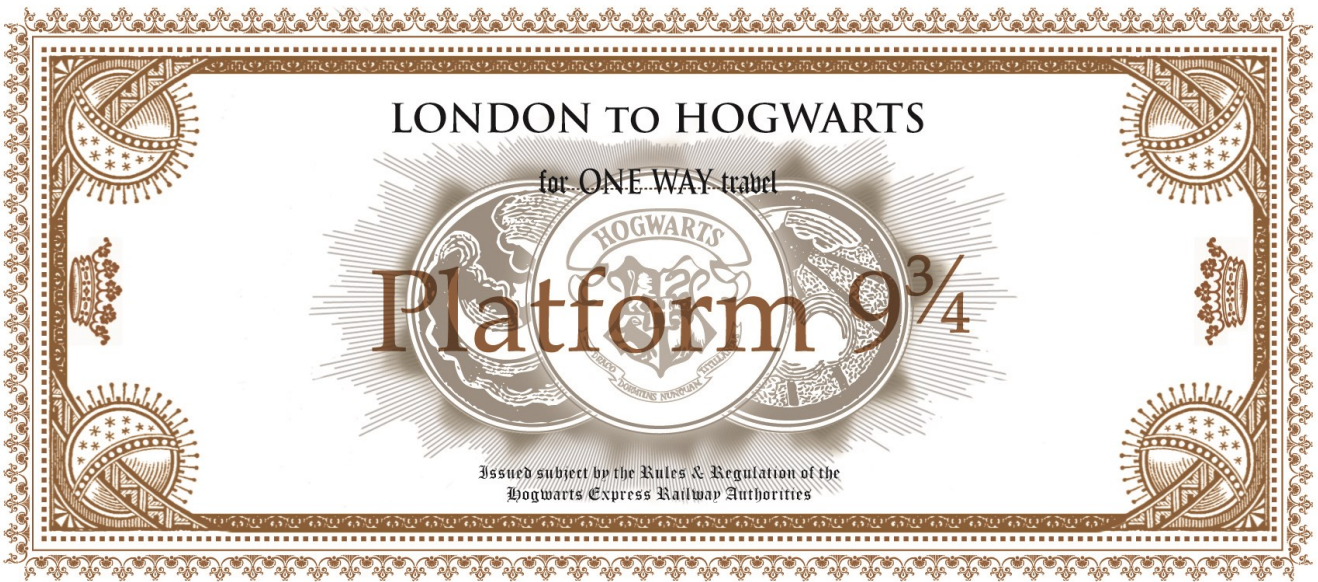 LONDON TO HOGWARTS
for ONE WAY travel
HOGWARTS
Platform 9¾
DRACO DORMIENS NUNQUAM TITILLANDUS
Issued subject by the Rules & Regulation of the
Hogwarts Express Railway Authorities